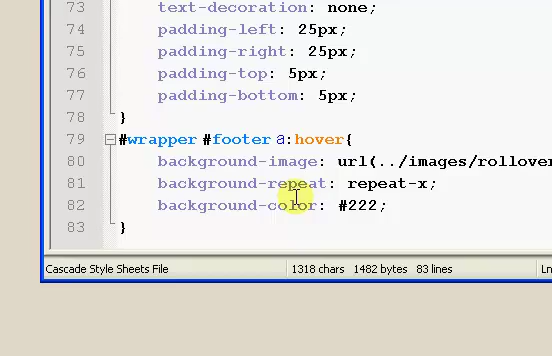 73 text-decoration: none;
74 padding-left: 25px;
75 padding-right: 25px;
76 padding-top: 5px;
77 padding-bottom: 5px;
78 }
79 #wrapper #footer a:hover{
80 background-image: url(../images/rollover
81 background-repeat: repeat-x;
82 background-color: #222;
83 }
Cascade Style Sheets File 1318 chars 1482 bytes 83 lines Ln